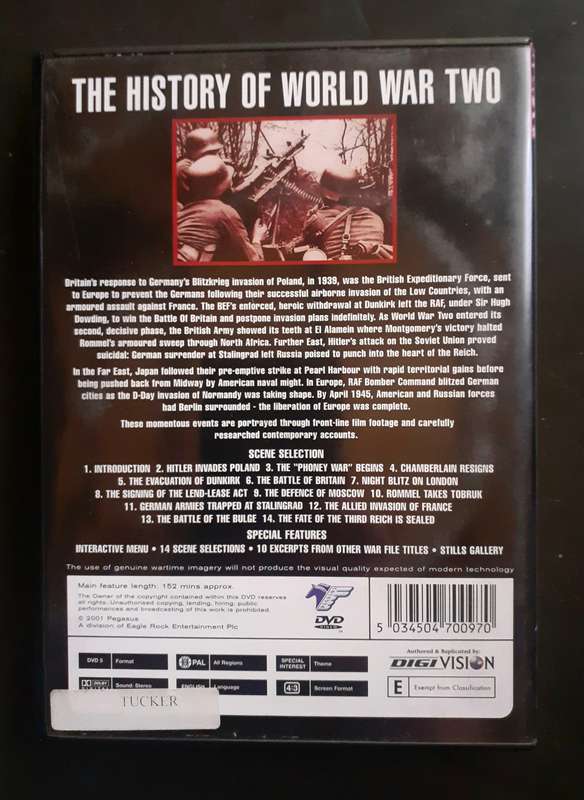 THE HISTORY OF WORLD WAR TWO
Britain's response to Germany's Blitzkrieg invasion of Poland, in 1939, was the British Expeditionary Force, sent
to Europe to prevent the Germans following their successful airborne invasion of the Low Countries, with an
armoured assault against France. The BEF's enforced, heroic withdrawal at Dunkirk left the RAF, under Sir Hugh
Dowding, to win the Battle Of Britain and postpone invasion plans indefinitely. As World War Two entered its
second, decisive phase, the British Army showed its teeth at El Alamein where Montgomery's victory halted
Rommel's armoured sweep through North Africa. Further East, Hitler's attack on the Soviet Union proved
suicidal: German surrender at Stalingrad left Russia poised to punch into the heart of the Reich.
In the Far East, Japan followed their pre-emptive strike at Pearl Harbour with rapid territorial gains before
being pushed back from Midway by American naval might. In Europe, RAF Bomber Command blitzed German
cities as the D-Day invasion of Normandy was taking shape. By April 1945, American and Russian forces
had Berlin surrounded - the liberation of Europe was complete.
These momentous events are portrayed through front-line film footage and carefully
researched contemporary accounts.
SCENE SELECTION
1. INTRODUCTION 2. HITLER INVADES POLAND 3. THE "PHONEY WAR" BEGINS 4. CHAMBERLAIN RESIGNS
5. THE EVACUATION OF DUNKIRK 6. THE BATTLE OF BRITAIN 7. NIGHT BLITZ ON LONDON
8. THE SIGNING OF THE LEND-LEASE ACT 9. THE DEFENCE OF MOSCOW 10. ROMMEL TAKES TOBRUK
11. GERMAN ARMIES TRAPPED AT STALINGRAD 12. THE ALLIED INVASION OF FRANCE
13. THE BATTLE OF THE BULGE 14. THE FATE OF THE THIRD REICH IS SEALED
SPECIAL FEATURES
INTERACTIVE MENU • 14 SCENE SELECTIONS • 10 EXCERPTS FROM OTHER WAR FILE TITLES • STILLS GALLERY
The use of genuine wartime imagery will not produce the visual quality expected of modern technology
Main feature length: 152 mins approx.
The Owner of the copyright contained within this DVD reserves
all rights. Unauthorised copying, lending, hiring, public
performances and broadcasting of this work is prohibited.
© 2001 Pegasus
A division of Eagle Rock Entertainment Plc
DVD
VIDEO
5 034504 700970
DVD 5 Format
PAL All Regions
SPECIAL INTEREST Theme
Authored & Replicated by:
DIGI VISION
DOLBY Sound: Stereo
ENGLISH Language
4:3 Screen Format
E Exempt from Classification
TUCKER